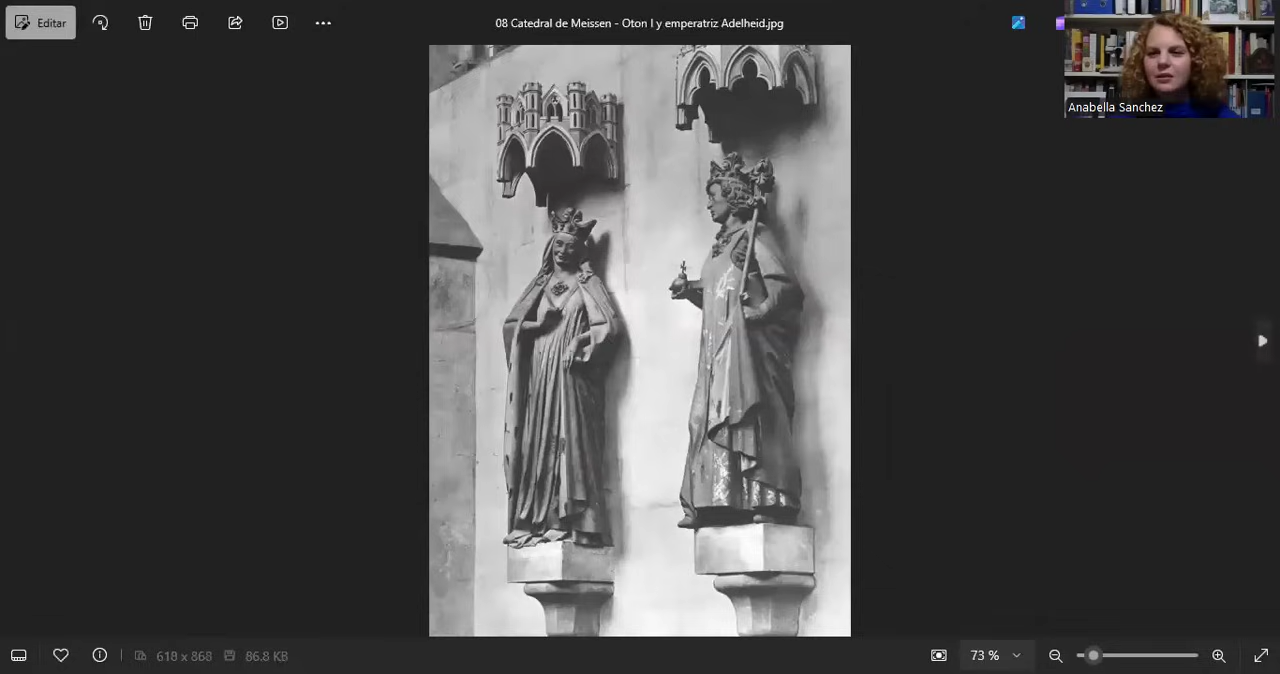 Editar
08 Catedral de Meissen - Oton I y emperatriz Adelheid.jpg
Anabella Sanchez
618 x 868
86.8 KB
73 %